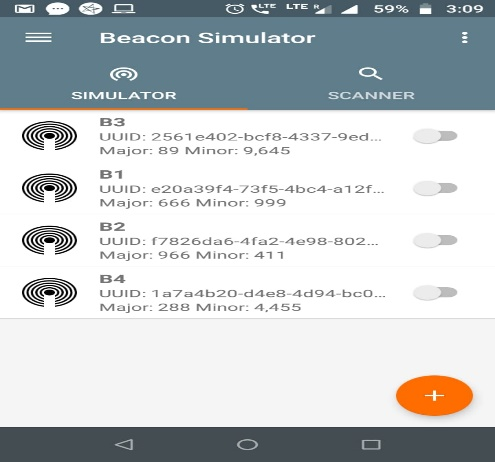 LTE LTE R 59% 3:09
Beacon Simulator
SIMULATOR SCANNER
B3
UUID: 2561e402-bcf8-4337-9ed...
Major: 89 Minor: 9,645
B1
UUID: e20a39f4-73f5-4bc4-a12f...
Major: 666 Minor: 999
B2
UUID: f7826da6-4fa2-4e98-802...
Major: 966 Minor: 411
B4
UUID: 1a7a4b20-d4e8-4d94-bc0...
Major: 288 Minor: 4,455